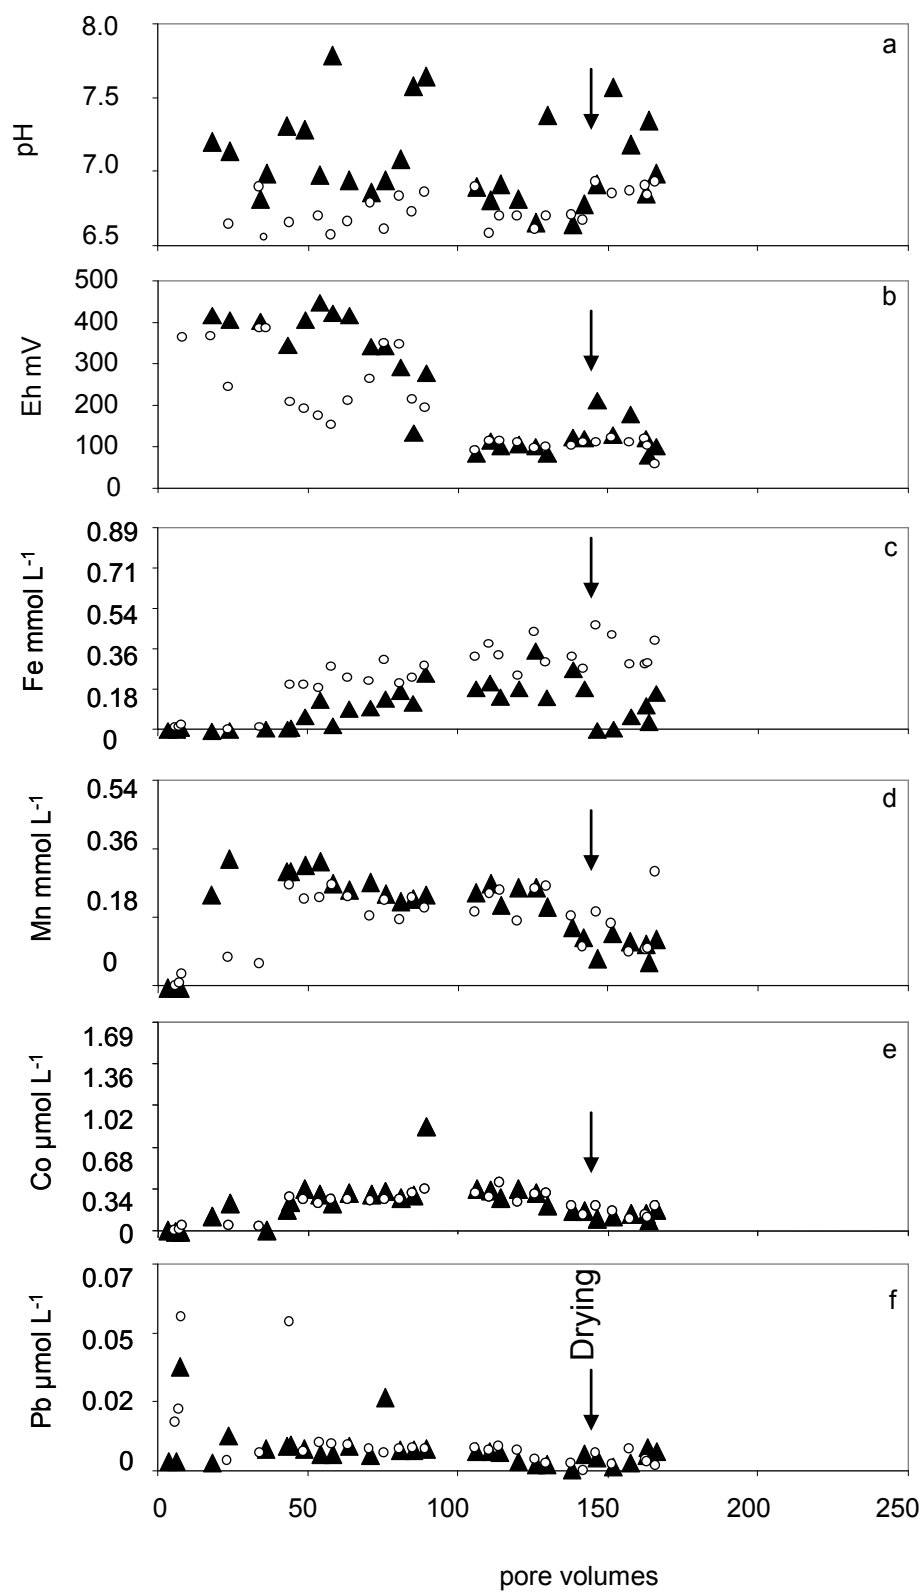 8.0
a
7.5
pH
7.0
6.5
500
b
400
300
Eh mV
200
100
0
0.89
c
0.71
0.54
Fe mmol L-1
0.36
0.18
0
0.54
d
0.36
Mn mmol L-1
0.18
0
1.69
e
1.36
1.02
Co µmol L-1
0.68
0.34
0
0.07
f
0.05
Drying
Pb µmol L-1
0.02
0
0 50 100 150 200 250
pore volumes